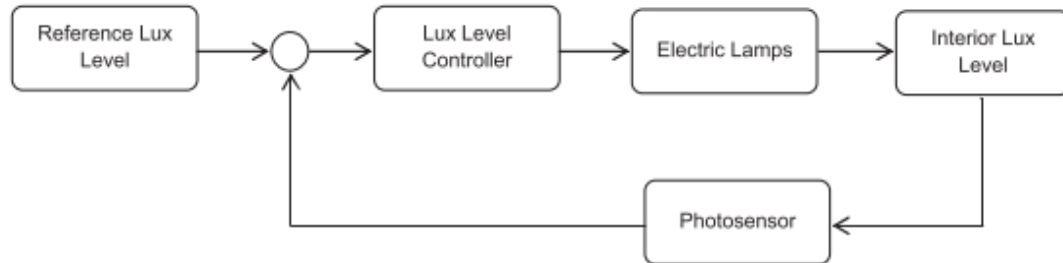 Reference Lux
Level
Lux Level
Controller
Electric Lamps
Interior Lux
Level
Photosensor